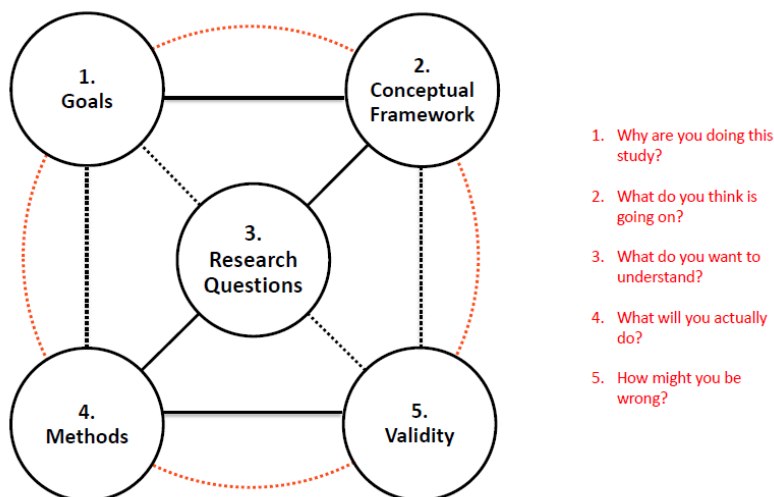 1.
Goals
2.
Conceptual
Framework
3.
Research
Questions
4.
Methods
5.
Validity
1. Why are you doing this
study?
2. What do you think is
going on?
3. What do you want to
understand?
4. What will you actually
do?
5. How might you be
wrong?